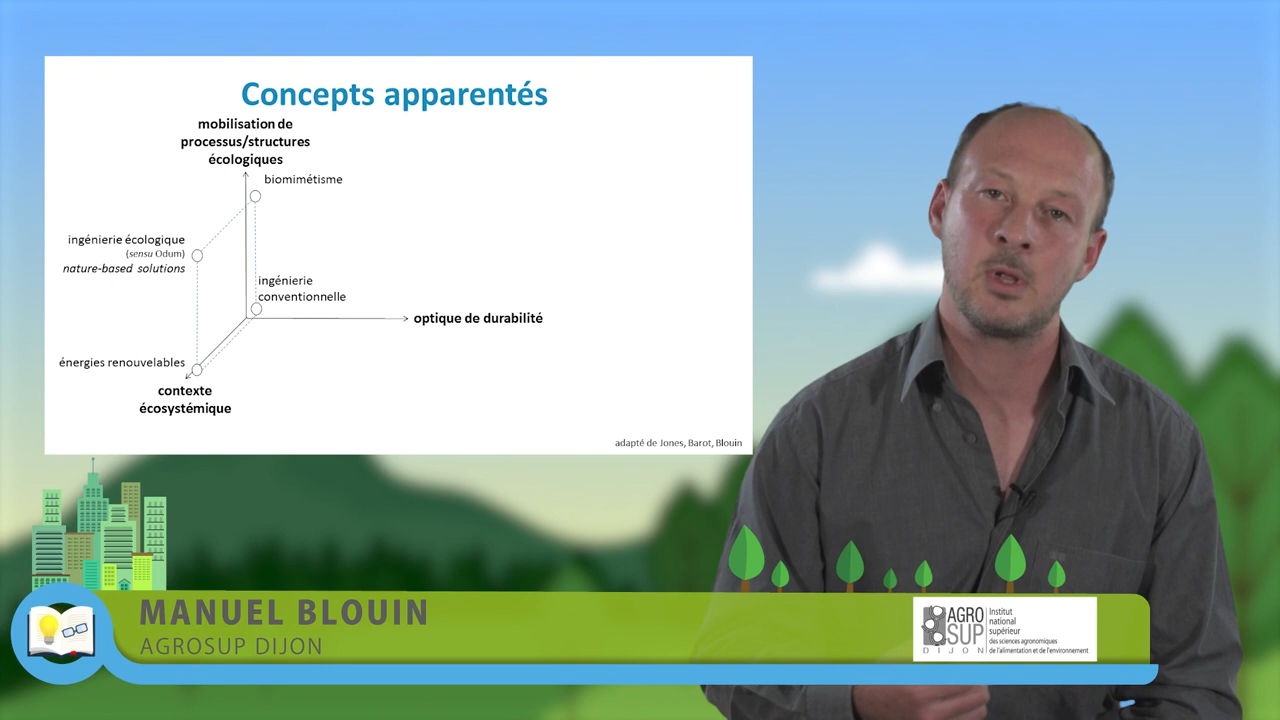 Concepts apparentés
mobilisation de
processus/structures
écologiques
biomimétisme
ingénierie écologique
(sensu Odum)
nature-based solutions
ingénierie
conventionnelle
optique de durabilité
énergies renouvelables
contexte
écosystémique
adapté de Jones, Barot, Blouin
MANUEL BLOUIN
AGROSUP DIJON
AGRO
SUP
DIJON
Institut
national
supérieur
des sciences agronomiques
de l'alimentation et de l'environnement